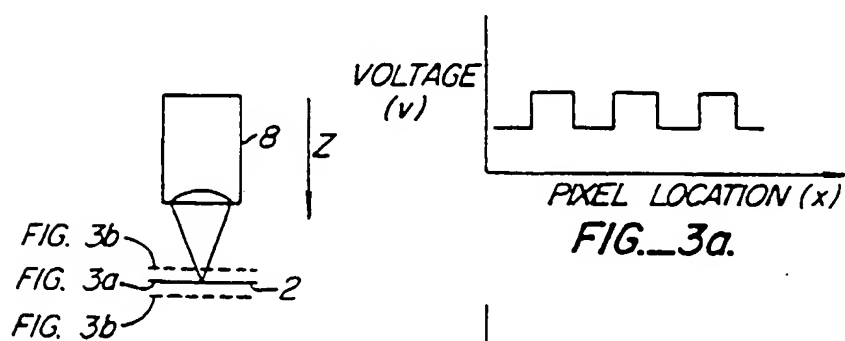 8
Z
FIG. 3b
FIG. 3a
2
FIG. 3b
VOLTAGE
(v)
PIXEL LOCATION (x)
FIG._3a.